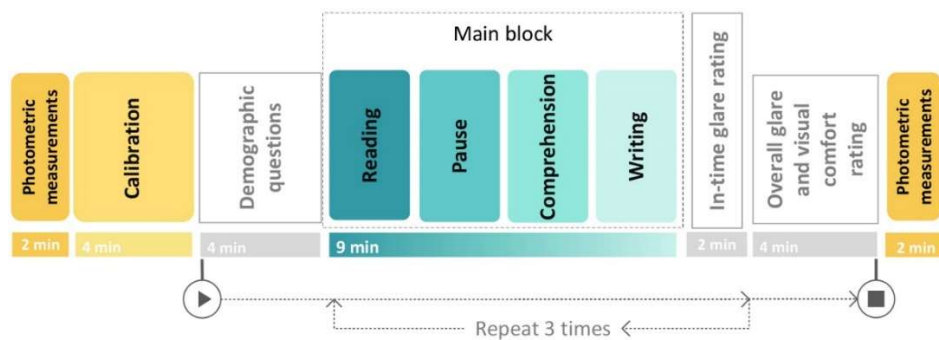 Main block
Photometric
measurements
Calibration
Demographic
questions
Reading
Pause
Comprehension
Writing
In-time glare rating
Overall glare
and visual
comfort
rating
Photometric
measurements
2 min
4 min
4 min
9 min
2 min
4 min
2 min
Repeat 3 times